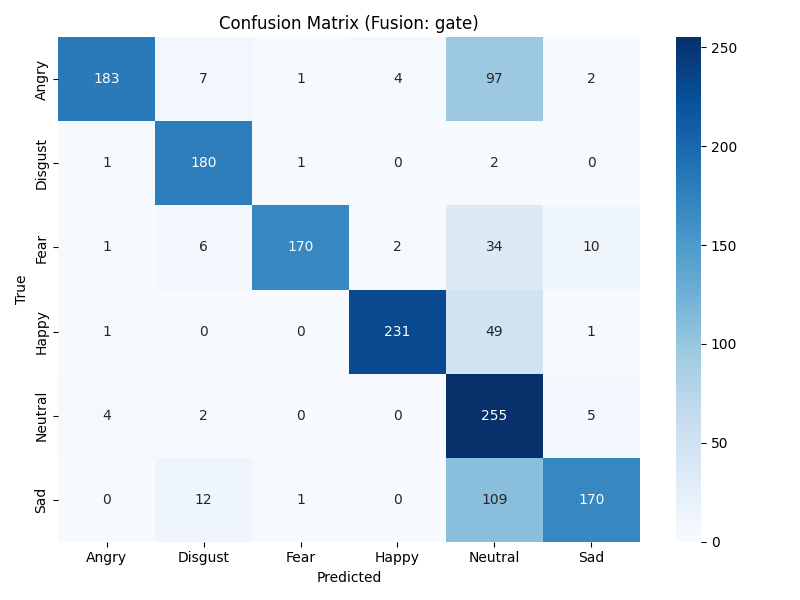 Confusion Matrix (Fusion: gate)
Angry 183 7 1 4 97 2
Disgust 1 180 1 0 2 0
Fear 1 6 170 2 34 10
Happy 1 0 0 231 49 1
Neutral 4 2 0 0 255 5
Sad 0 12 1 0 109 170
Angry Disgust Fear Happy Neutral Sad
Predicted
True
250
200
150
100
50
0